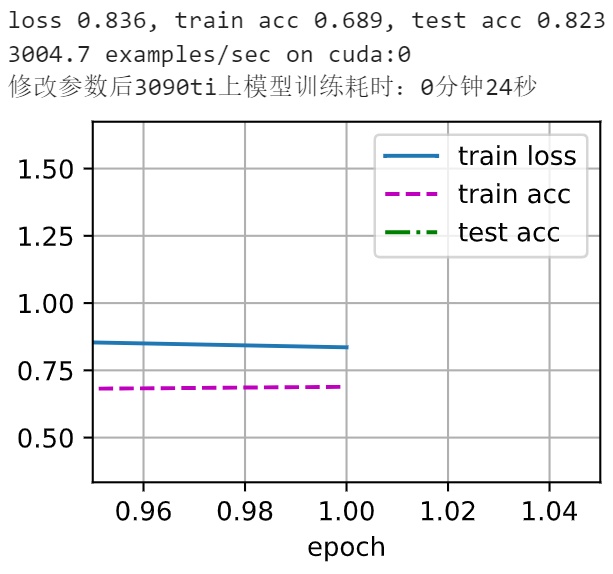 loss 0.836, train acc 0.689, test acc 0.823
3004.7 examples/sec on cuda:0
修改参数后3090ti上模型训练耗时：0分钟24秒
train loss
train acc
test acc
1.50
1.25
1.00
0.75
0.50
0.96 0.98 1.00 1.02 1.04
epoch